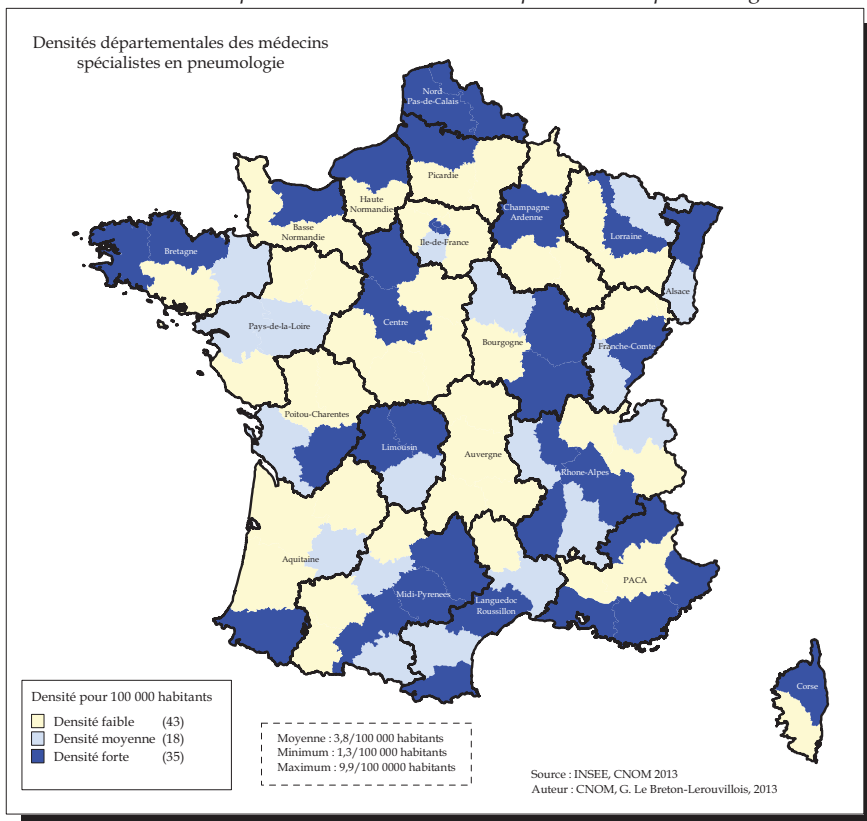 Densités départementales des médecins
spécialistes en pneumologie
Nord
Pas-de-Calais
Picardie
Haute
Normandie
Basse
Normandie
Ile-de-France
Champagne
Ardenne
Lorraine
Alsace
Bretagne
Pays-de-la-Loire
Centre
Bourgogne
Franche-Comte
Poitou-Charentes
Limousin
Auvergne
Rhone-Alpes
Aquitaine
Midi-Pyrenees
Languedoc
Roussillon
PACA
Corse
Densité pour 100 000 habitants
Densité faible (43)
Densité moyenne (18)
Densité forte (35)
Moyenne : 3,8/100 000 habitants
Minimum : 1,3/100 000 habitants
Maximum : 9,9/100 0000 habitants
Source : INSEE, CNOM 2013
Auteur : CNOM, G. Le Breton-Lerouvillois, 2013